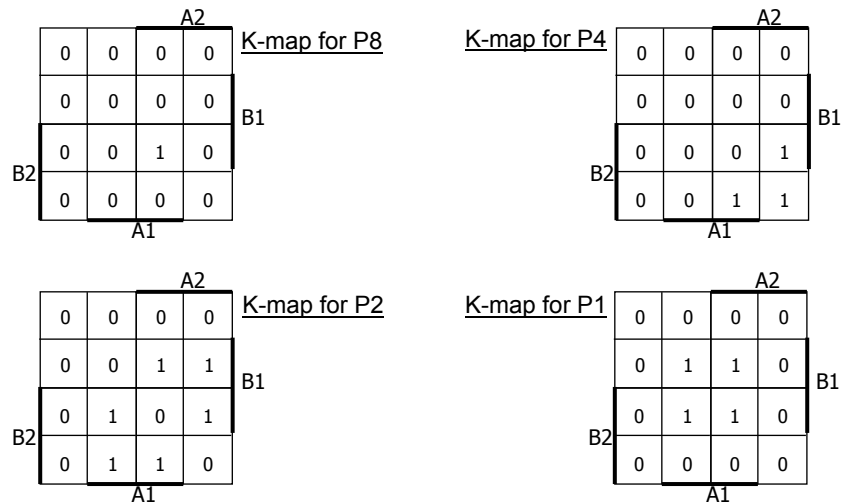 A2
K-map for P8
0 0 0 0
0 0 0 0
B1
0 0 1 0
B2
0 0 0 0
A1
A2
K-map for P4
0 0 0 0
0 0 0 0
B1
0 0 0 1
B2
0 0 1 1
A1
A2
K-map for P2
0 0 0 0
0 0 1 1
B1
0 1 0 1
B2
0 1 1 0
A1
A2
K-map for P1
0 0 0 0
0 1 1 0
B1
0 1 1 0
B2
0 0 0 0
A1